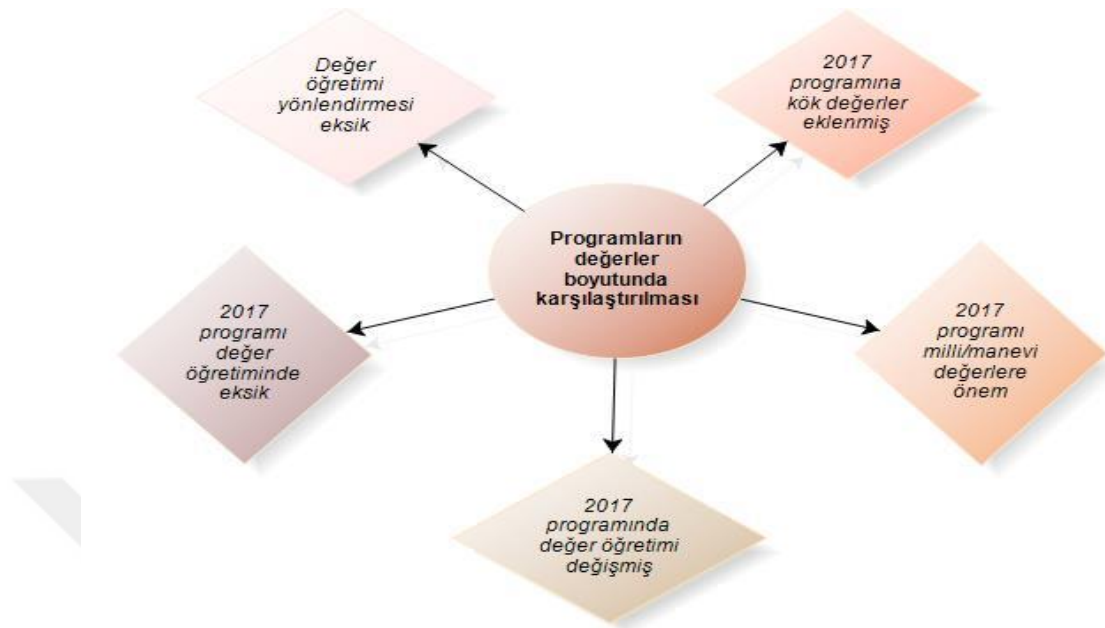 Değer
öğretimi
yönlendirmesi
eksik
2017
programına
kök değerler
eklenmiş
Programların
değerler
boyutunda
karşılaştırılması
2017
programı
değer
öğretiminde
eksik
2017
programı
milli/manevi
değerlere
önem
2017
programında
değer öğretimi
değişmiş